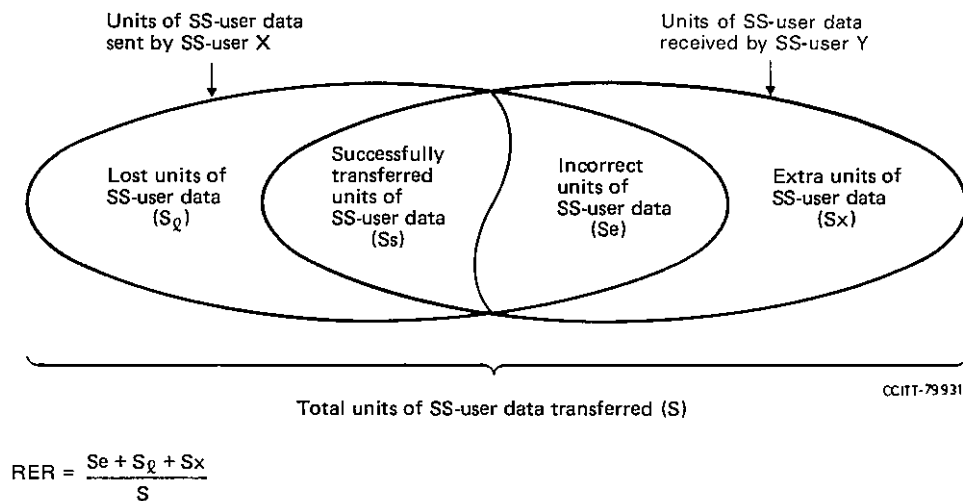 Units of SS-user data
sent by SS-user X
Units of SS-user data
received by SS-user Y
Lost units of
SS-user data
(Sℓ)
Successfully
transferred
units of
SS-user data
(Ss)
Incorrect
units of
SS-user data
(Se)
Extra units of
SS-user data
(Sx)
CCITT-79931
Total units of SS-user data transferred (S)
RER = Se + Sℓ + Sx
S